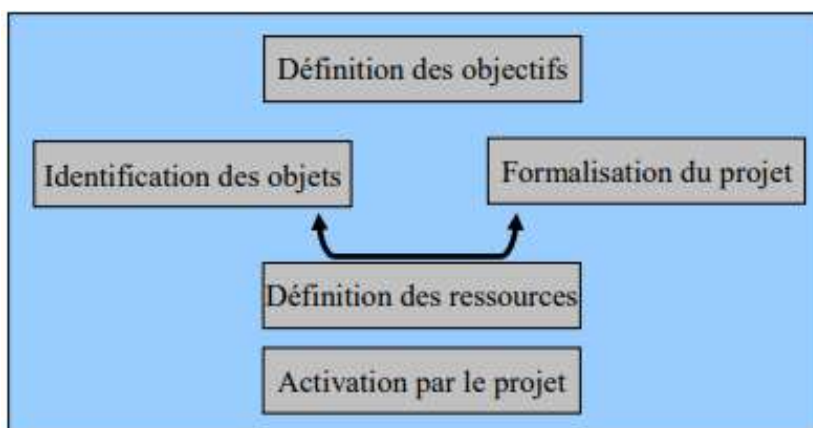 Définition des objectifs
Identification des objets
Formalisation du projet
Définition des ressources
Activation par le projet